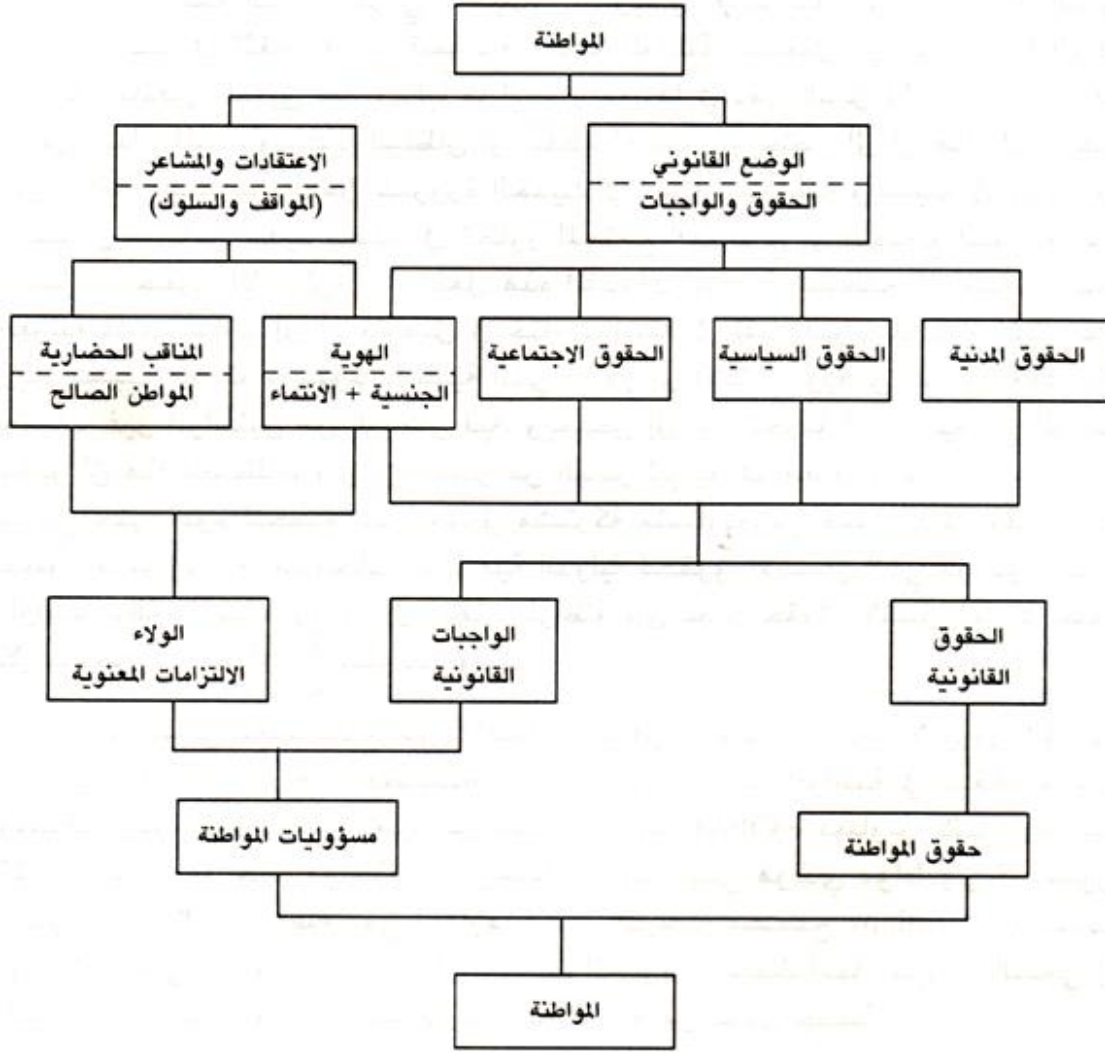 المواطنة
الوضع القانوني
الحقوق والواجبات
الاعتقادات والمشاعر
(المواقف والسلوك)
الحقوق المدنية
الحقوق السياسية
الحقوق الاجتماعية
الهوية
الجنسية + الانتماء
المناقب الحضارية
المواطن الصالح
الحقوق
القانونية
الواجبات
القانونية
الولاء
الالتزامات المعنوية
حقوق المواطنة
مسؤوليات المواطنة
المواطنة